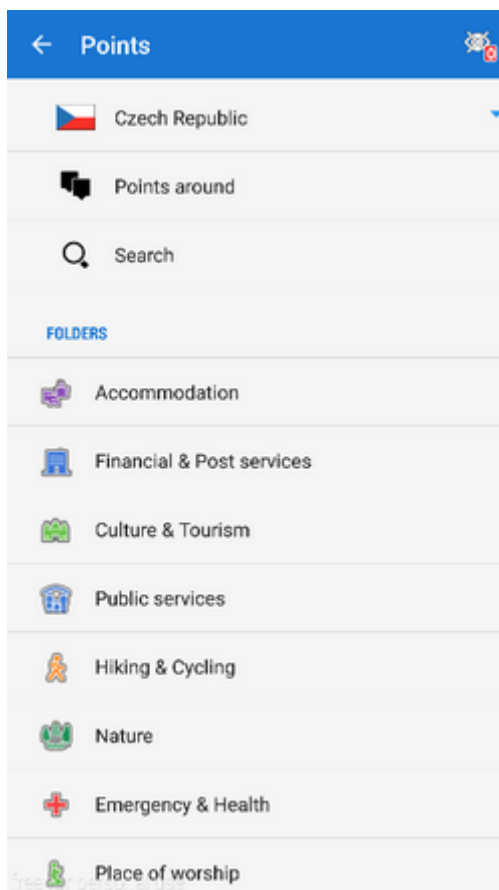 Points
Czech Republic
Points around
Search
FOLDERS
Accommodation
Financial & Post services
Culture & Tourism
Public services
Hiking & Cycling
Nature
Emergency & Health
Place of worship